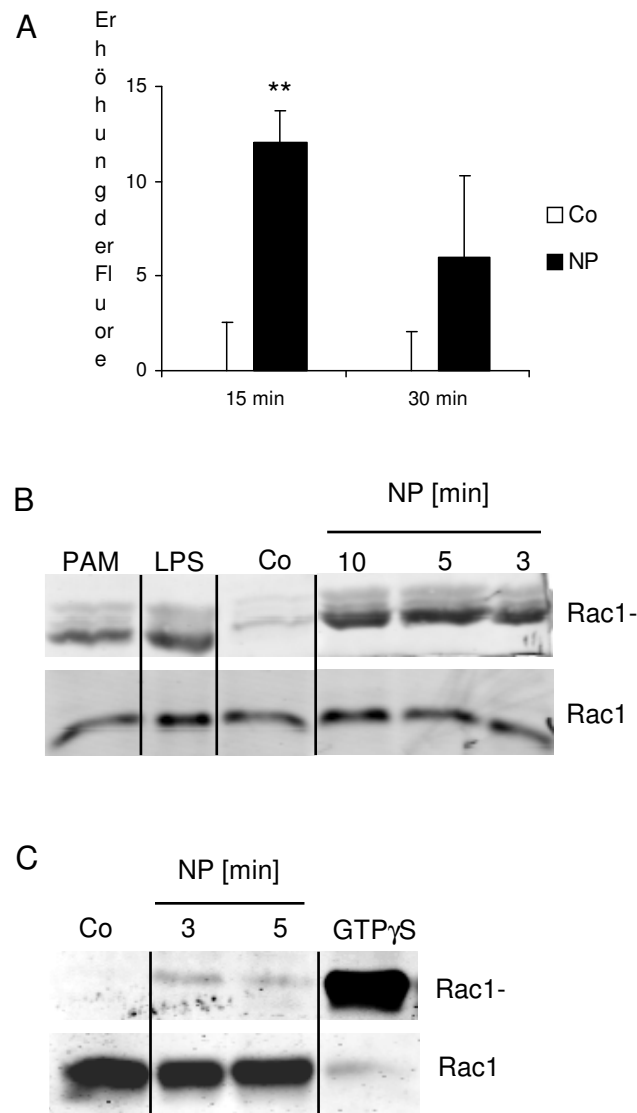 A
Er
h
ö
h
u
n
g
d
er
Fl
u
or
e
15
**
10
5
0
Co
NP
15 min
30 min
B
NP [min]
PAM LPS Co 10 5 3
Rac1-
Rac1
C
NP [min]
Co 3 5 GTPγS
Rac1-
Rac1